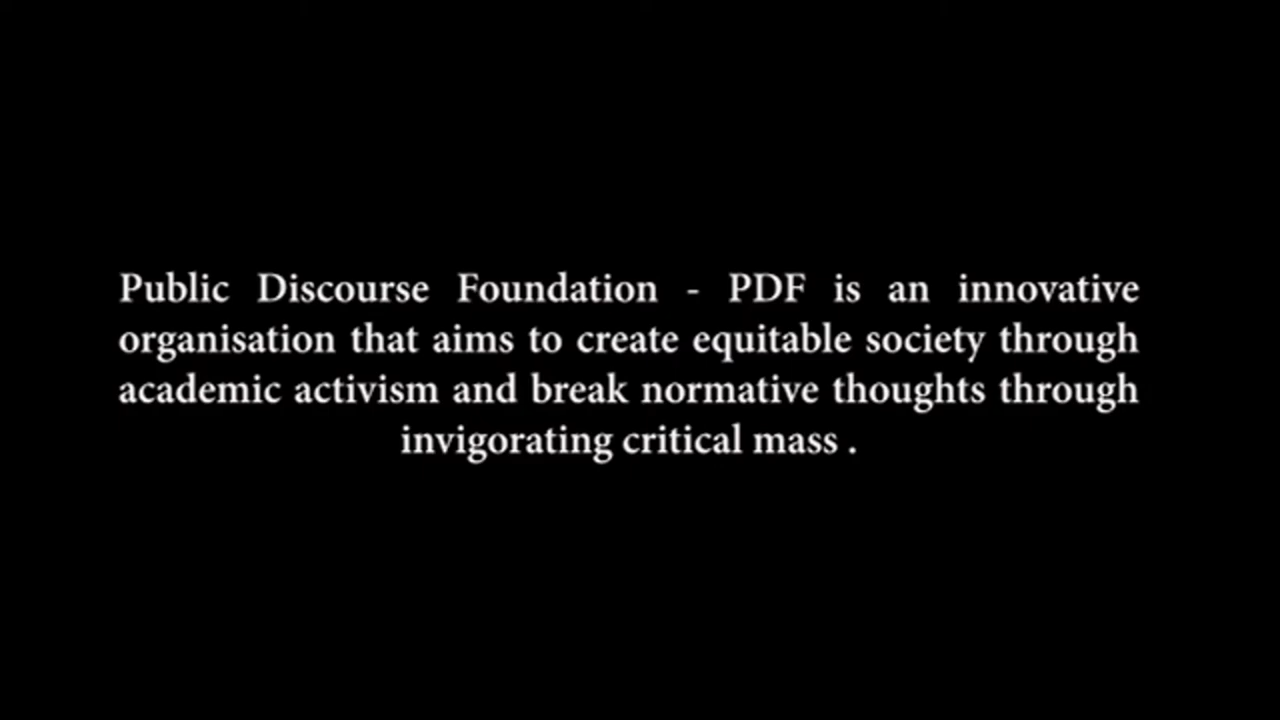 Public Discourse Foundation - PDF is an innovative
organisation that aims to create equitable society through
academic activism and break normative thoughts through
invigorating critical mass .